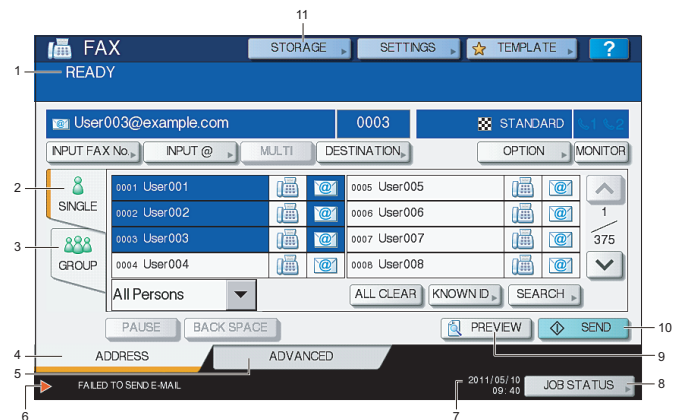 11
FAX STORAGE SETTINGS TEMPLATE ?
1 READY
User003@example.com 0003 STANDARD 1 2
INPUT FAX No. INPUT @ MULTI DESTINATION OPTION MONITOR
2 SINGLE
0001 User001 @ 0005 User005 @
0002 User002 @ 0006 User006 @
0003 User003 @ 0007 User007 @
0004 User004 @ 0008 User008 @
1
375
3 GROUP
All Persons ALL CLEAR KNOWN ID SEARCH
PAUSE BACK SPACE PREVIEW SEND 10
4 ADDRESS ADVANCED 9
5
FAILED TO SEND E-MAIL 2011/05/10 JOB STATUS 8
09:40
6 7